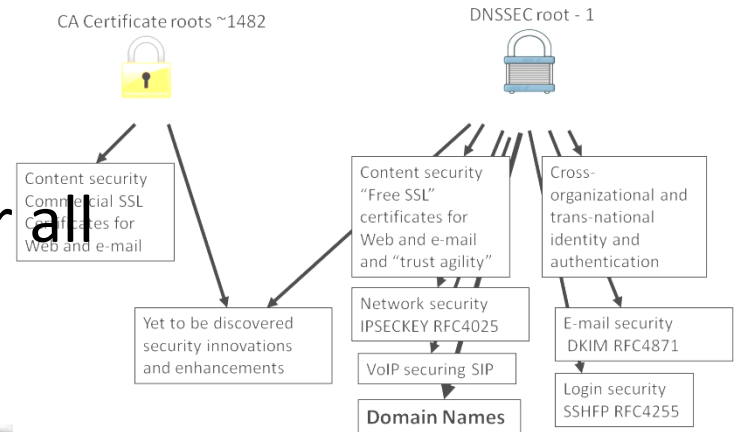 CA Certificate roots ~1482
DNSSEC root - 1
Content security
Commercial SSL
Certificates for
Web and e-mail
r all
Content security
“Free SSL”
certificates for
Web and e-mail
and “trust agility”
Cross-
organizational and
trans-national
identity and
authentication
Yet to be discovered
security innovations
and enhancements
Network security
IPSECKEY RFC4025
E-mail security
DKIM RFC4871
VoIP securing SIP
Login security
SSHFP RFC4255
Domain Names